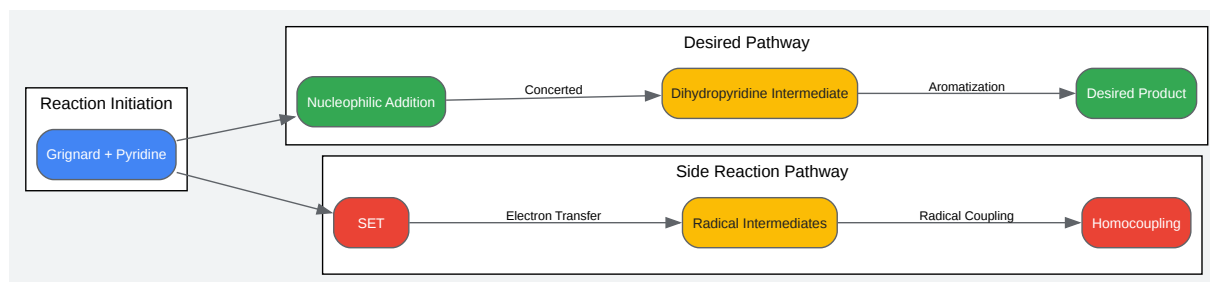 Desired Pathway
Reaction Initiation
Grignard + Pyridine
Nucleophilic Addition
Concerted
Dihydropyridine Intermediate
Aromatization
Desired Product
Side Reaction Pathway
SET
Electron Transfer
Radical Intermediates
Radical Coupling
Homocoupling